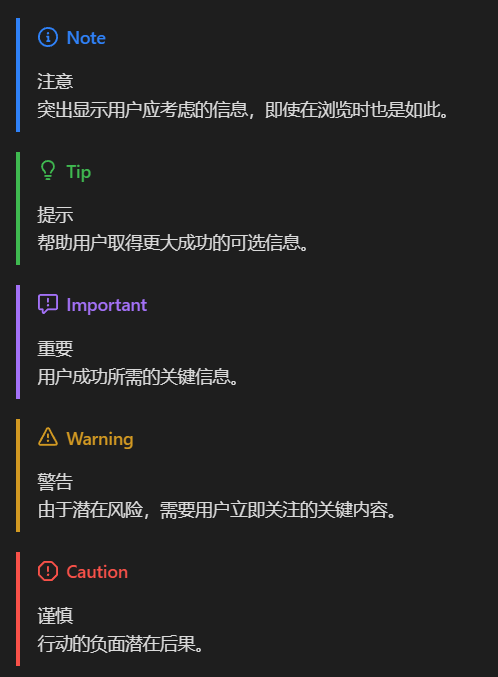 Note
注意
突出显示用户应考虑的信息，即使在浏览时也是如此。
Tip
提示
帮助用户取得更大成功的可选信息。
Important
重要
用户成功所需的关键信息。
Warning
警告
由于潜在风险，需要用户立即关注的关键内容。
Caution
谨慎
行动的负面潜在后果。